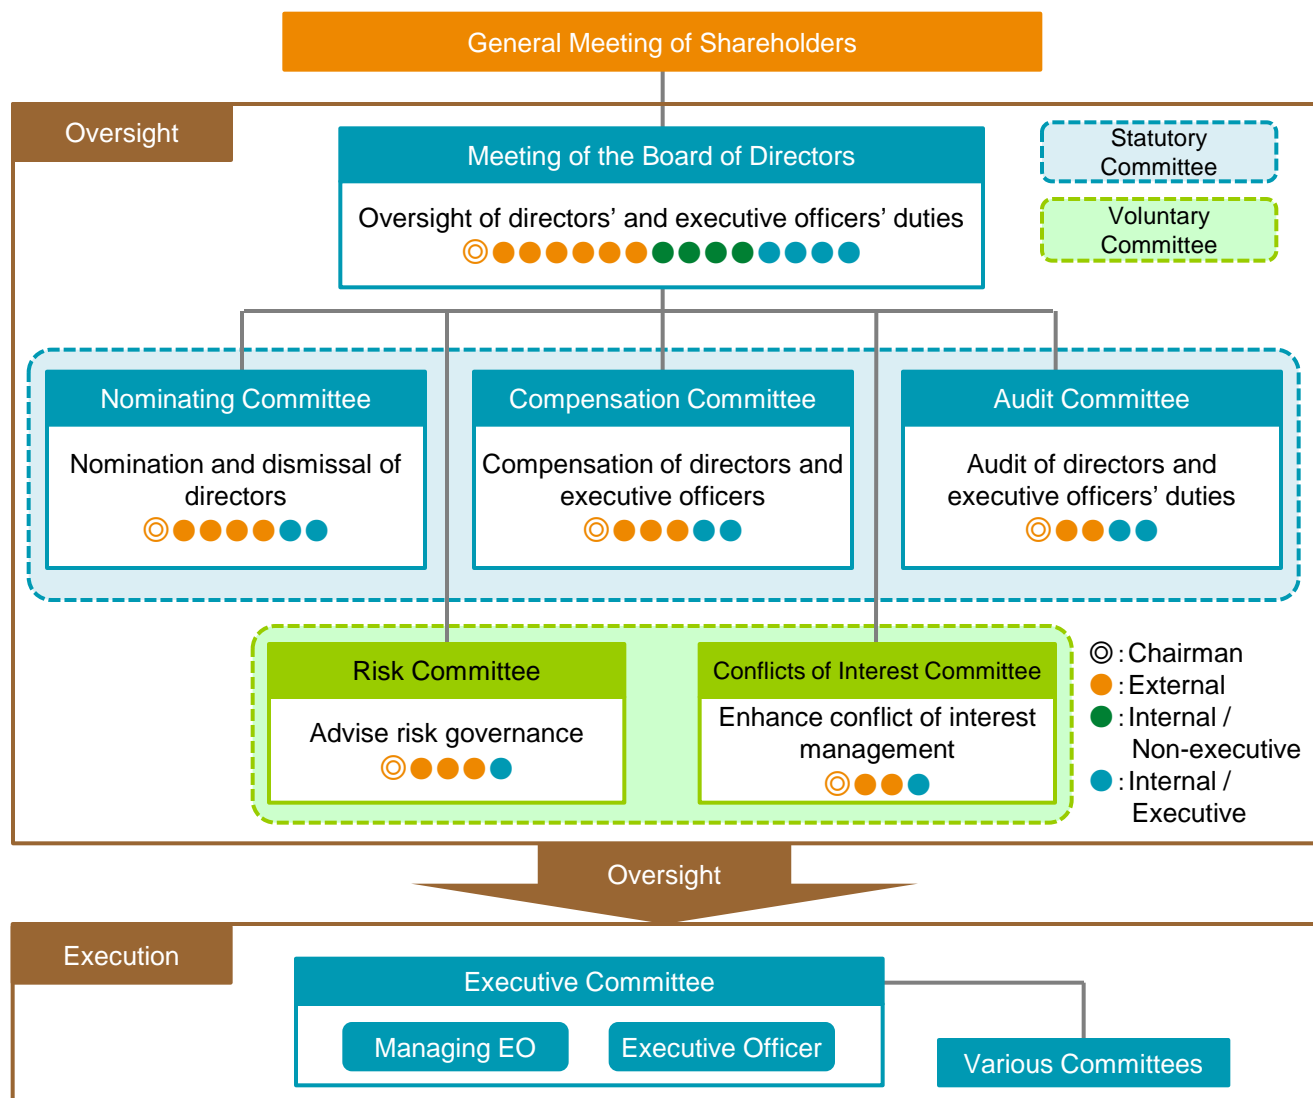 General Meeting of Shareholders
Oversight
Meeting of the Board of Directors
Oversight of directors’ and executive officers’ duties
Statutory
Committee
Voluntary
Committee
Nominating Committee
Nomination and dismissal of
directors
Compensation Committee
Compensation of directors and
executive officers
Audit Committee
Audit of directors and
executive officers’ duties
Risk Committee
Advise risk governance
Conflicts of Interest Committee
Enhance conflict of interest
management
: Chairman
: External
: Internal /
Non-executive
: Internal /
Executive
Oversight
Execution
Executive Committee
Managing EO
Executive Officer
Various Committees